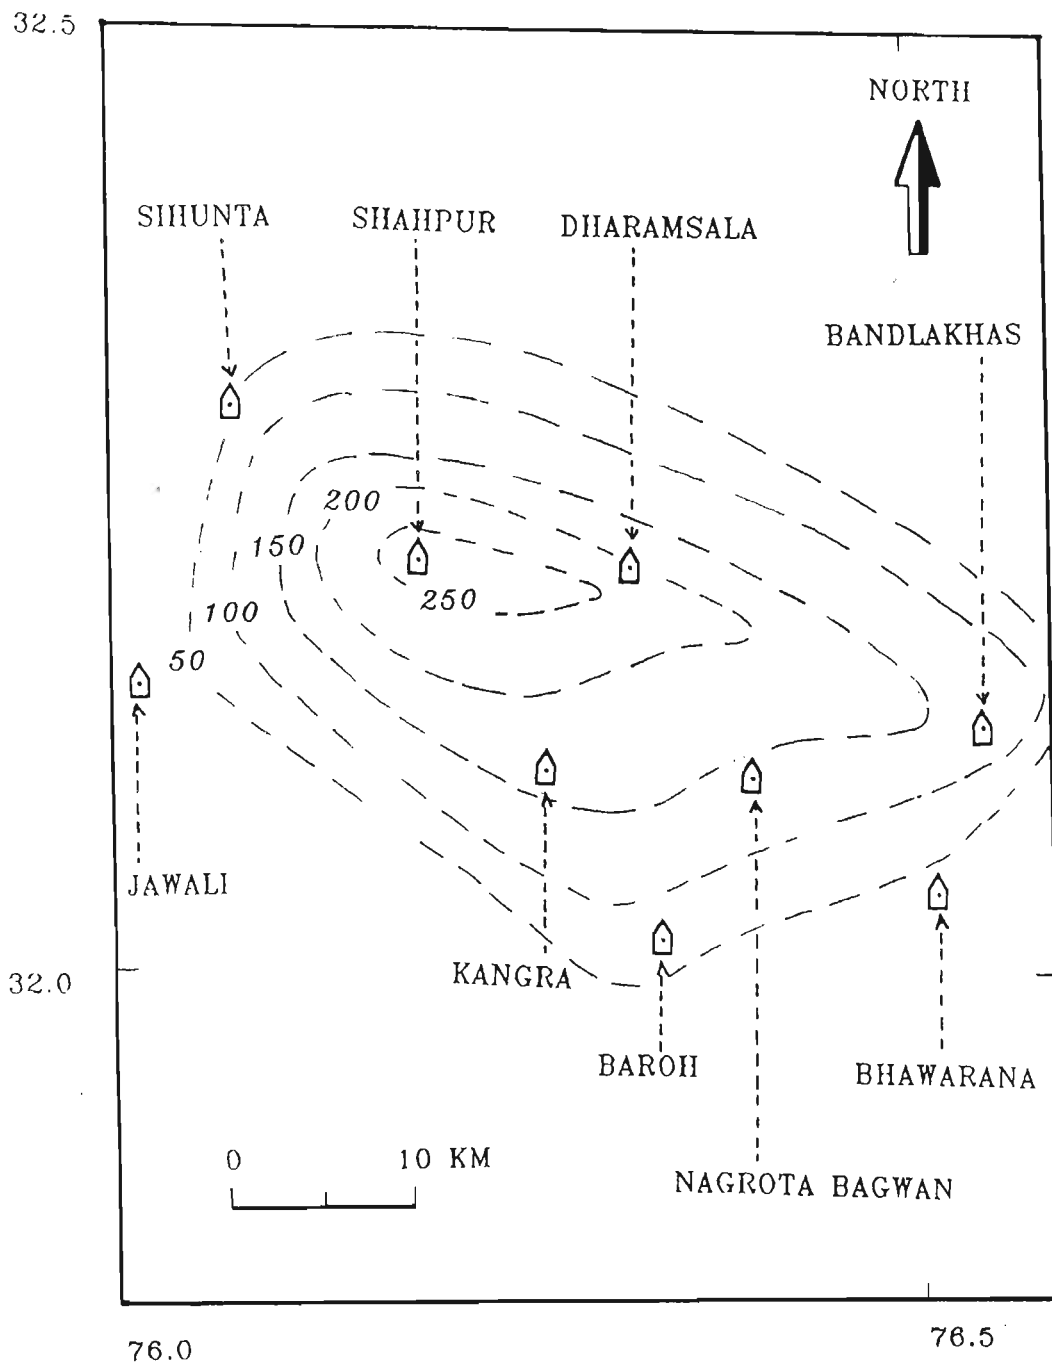 32.5
NORTH
SIHUNTA
SHAHPUR
DHARAMSALA
BANDLAKHAS
200
150
250
100
50
JAWALI
KANGRA
32.0
BAROH
BHAWARANA
0 10 KM
NAGROTA BAGWAN
76.0
76.5